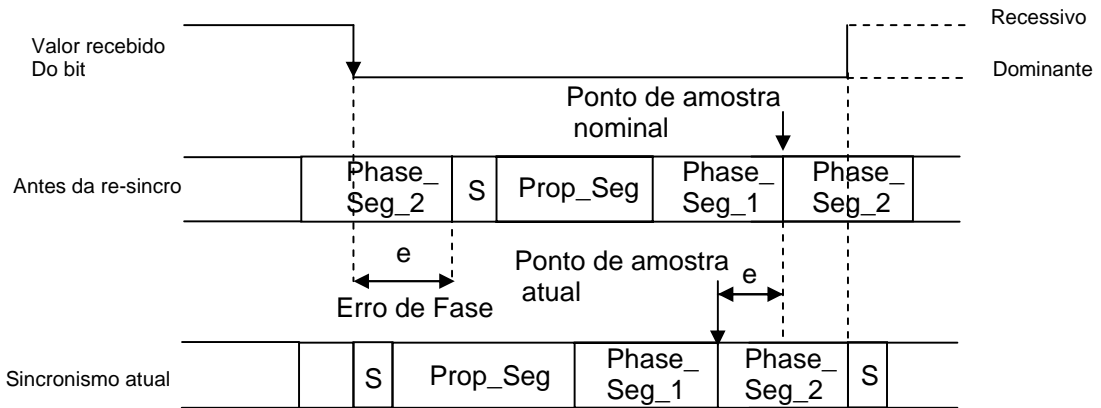 Recessivo
Valor recebido
Do bit
Dominante
Ponto de amostra
nominal
Antes da re-sincro
Phase_
Seg_2
S
Prop_Seg
Phase_
Seg_1
Phase_
Seg_2
e
Erro de Fase
Ponto de amostra
atual
e
Sincronismo atual
S
Prop_Seg
Phase_
Seg_1
Phase_
Seg_2
S